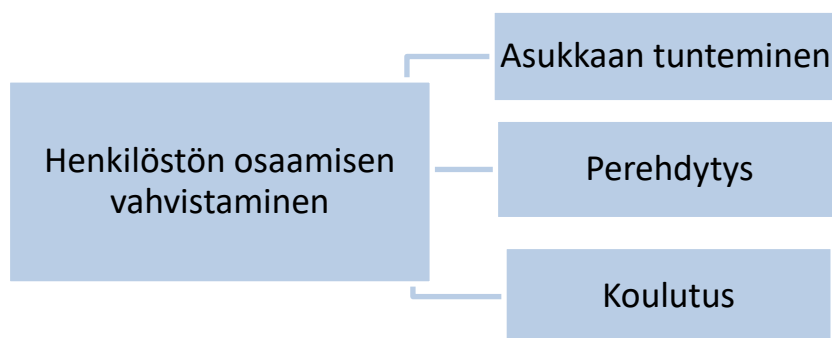 Asukkaan tunteminen
Henkilöstön osaamisen
vahvistaminen
Perehdytys
Koulutus